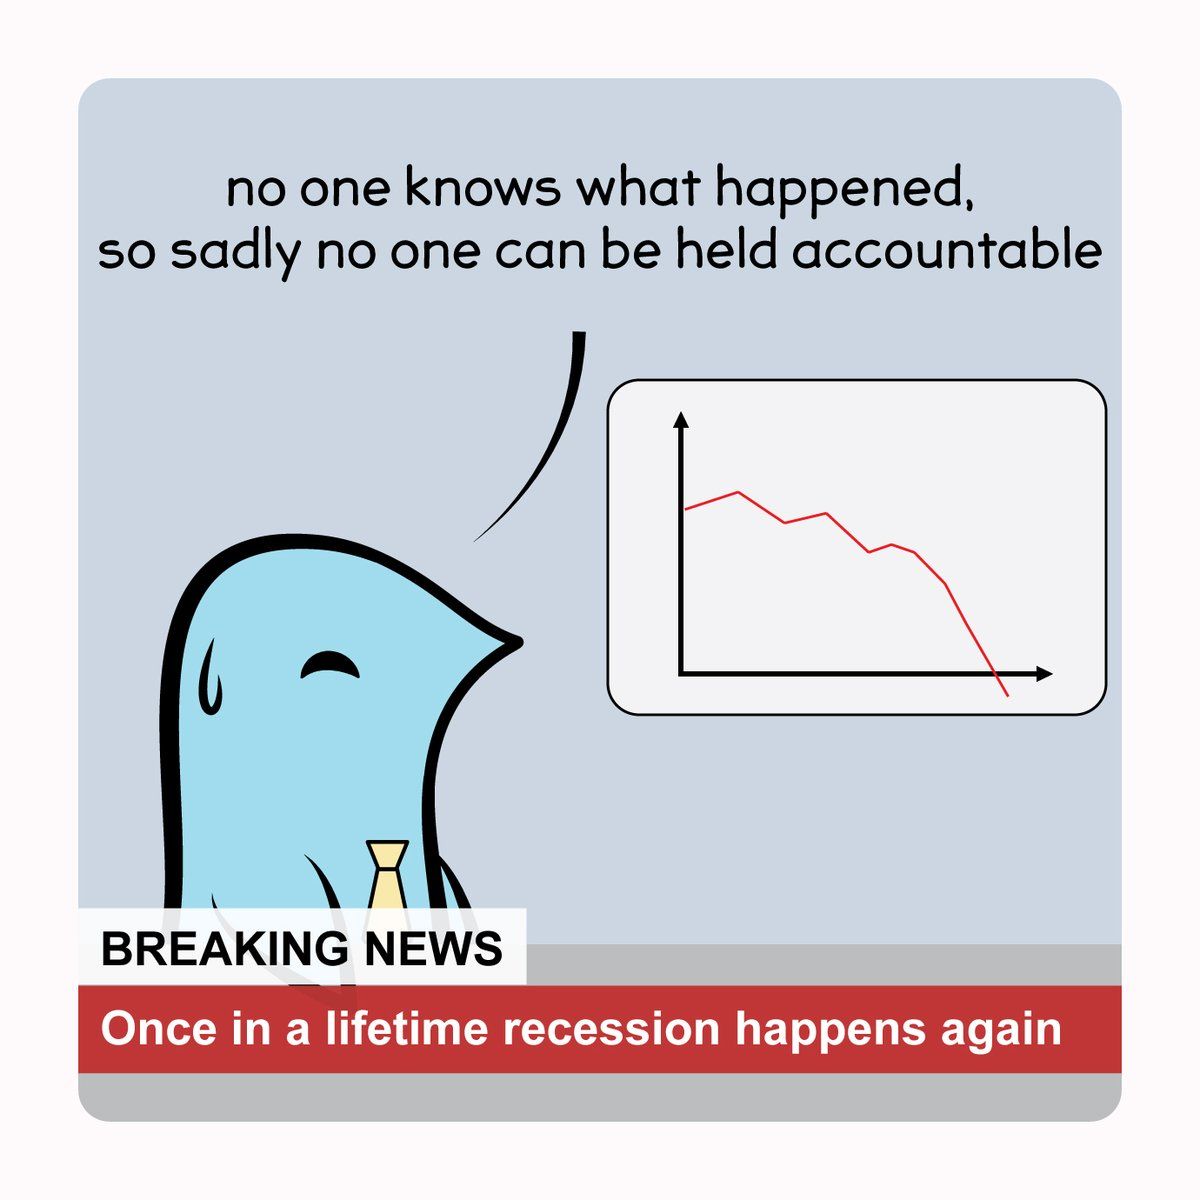 no one knows what happened,
so sadly no one can be held accountable
BREAKING NEWS
Once in a lifetime recession happens again